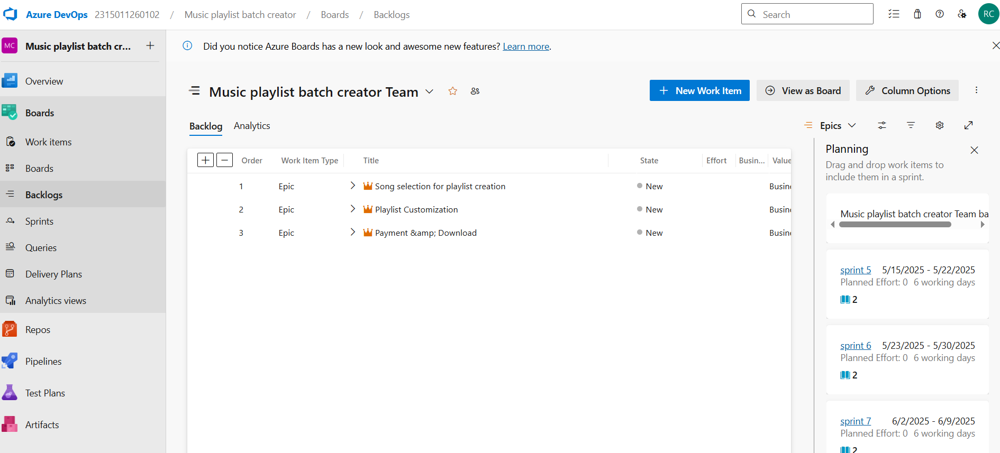 Azure DevOps 2315011260102 / Music playlist batch creator / Boards / Backlogs
Search
RC
MC Music playlist batch cr...
Did you notice Azure Boards has a new look and awesome new features? Learn more.
Overview
Boards
Work items
Boards
Backlogs
Sprints
Queries
Delivery Plans
Analytics views
Repos
Pipelines
Test Plans
Artifacts
Music playlist batch creator Team
New Work Item
View as Board
Column Options
Backlog Analytics
Epics
Order Work Item Type Title State Effort Busin... Value
1 Epic Song selection for playlist creation New Busin
2 Epic Playlist Customization New Busin
3 Epic Payment &amp; Download New Busin
Planning
Drag and drop work items to
include them in a sprint.
Music playlist batch creator Team ba
sprint 5 5/15/2025 - 5/22/2025
Planned Effort: 0 6 working days
2
sprint 6 5/23/2025 - 5/30/2025
Planned Effort: 0 6 working days
2
sprint 7 6/2/2025 - 6/9/2025
Planned Effort: 0 6 working days
2